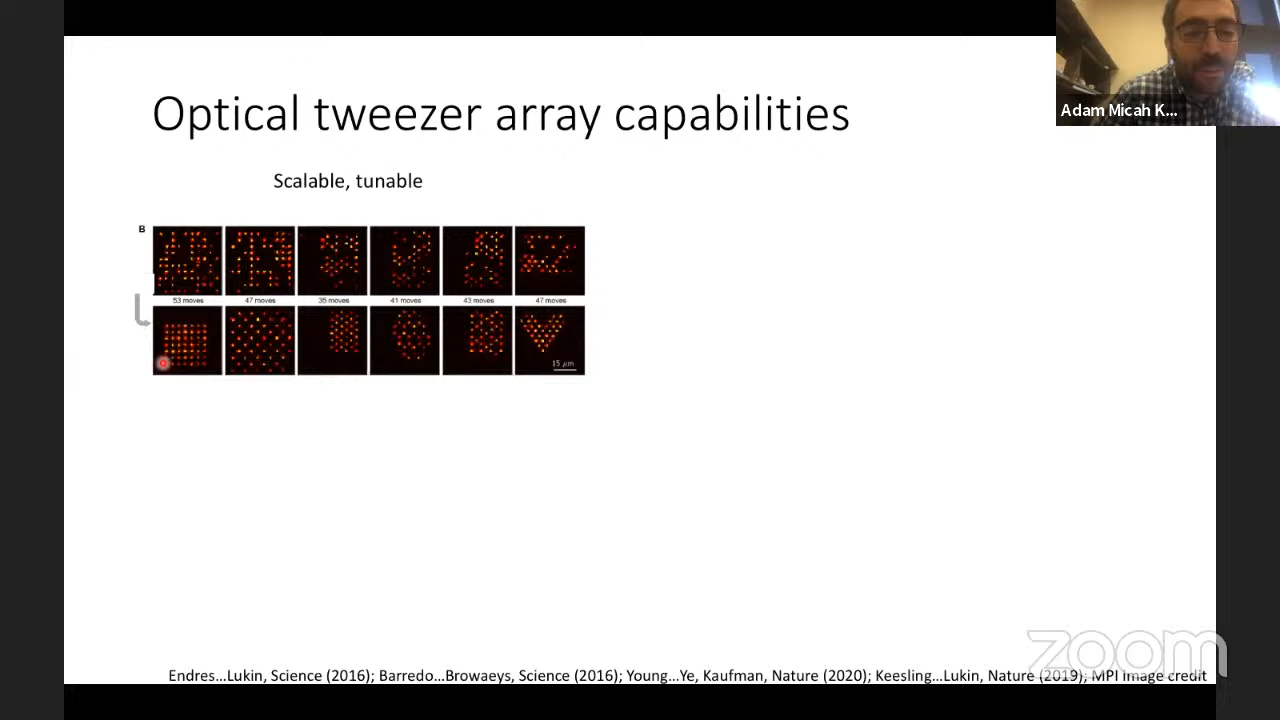 Adam Micah K...
Optical tweezer array capabilities
Scalable, tunable
B
53 moves 47 moves 35 moves 41 moves 43 moves 47 moves
15 μm
zoom
Endres...Lukin, Science (2016); Barredo...Browaeys, Science (2016); Young...Ye, Kaufman, Nature (2020); Keesling...Lukin, Nature (2019); MPI image credit